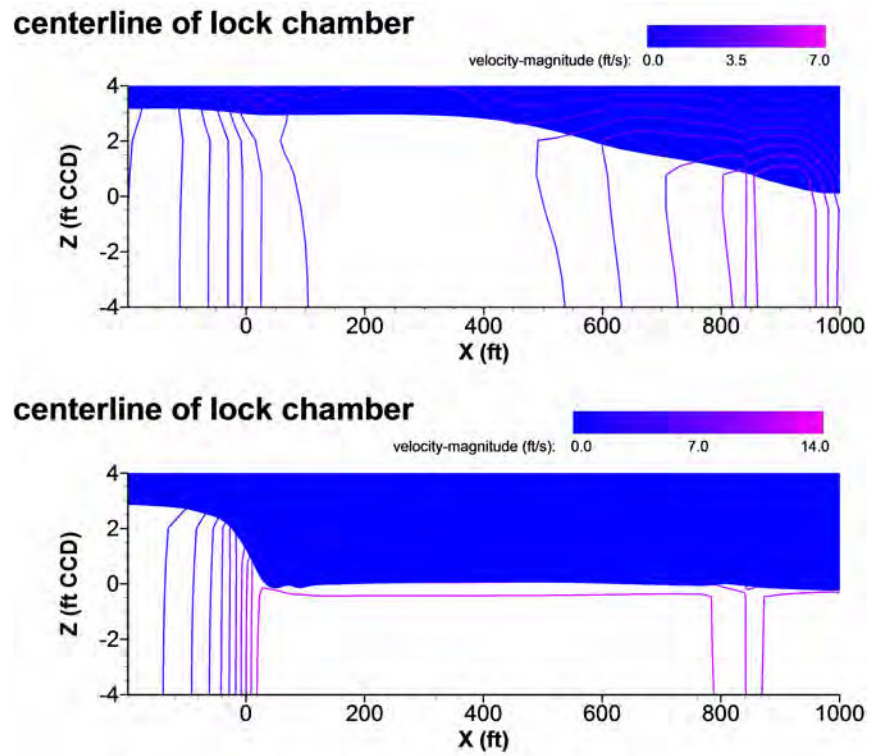 centerline of lock chamber
velocity-magnitude (ft/s): 0.0 3.5 7.0
4
2
0
-2
-4
Z (ft CCD)
0 200 400 600 800 1000
X (ft)
centerline of lock chamber
velocity-magnitude (ft/s): 0.0 7.0 14.0
4
2
0
-2
-4
Z (ft CCD)
0 200 400 600 800 1000
X (ft)